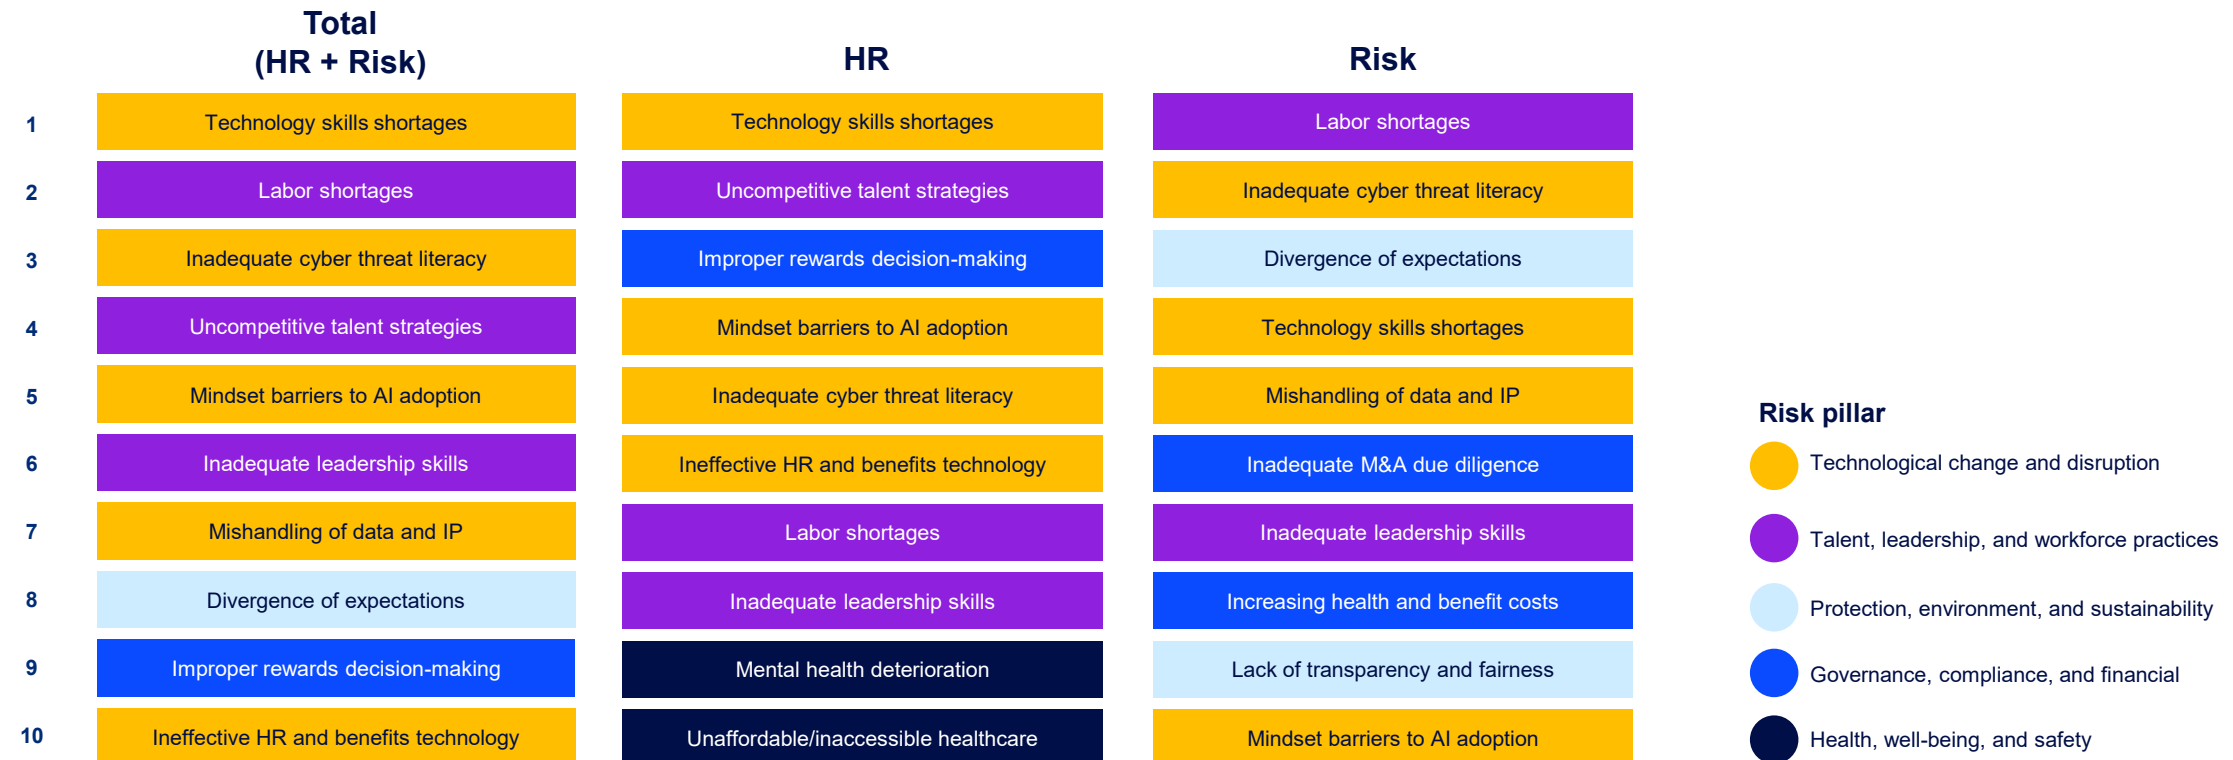 Total
(HR + Risk)
HR
Risk
1
Technology skills shortages
Technology skills shortages
Labor shortages
2
Labor shortages
Uncompetitive talent strategies
Inadequate cyber threat literacy
3
Inadequate cyber threat literacy
Improper rewards decision-making
Divergence of expectations
4
Uncompetitive talent strategies
Mindset barriers to AI adoption
Technology skills shortages
5
Mindset barriers to AI adoption
Inadequate cyber threat literacy
Mishandling of data and IP
6
Inadequate leadership skills
Ineffective HR and benefits technology
Inadequate M&A due diligence
7
Mishandling of data and IP
Labor shortages
Inadequate leadership skills
8
Divergence of expectations
Inadequate leadership skills
Increasing health and benefit costs
9
Improper rewards decision-making
Mental health deterioration
Lack of transparency and fairness
10
Ineffective HR and benefits technology
Unaffordable/inaccessible healthcare
Mindset barriers to AI adoption
Risk pillar
Technological change and disruption
Talent, leadership, and workforce practices
Protection, environment, and sustainability
Governance, compliance, and financial
Health, well-being, and safety